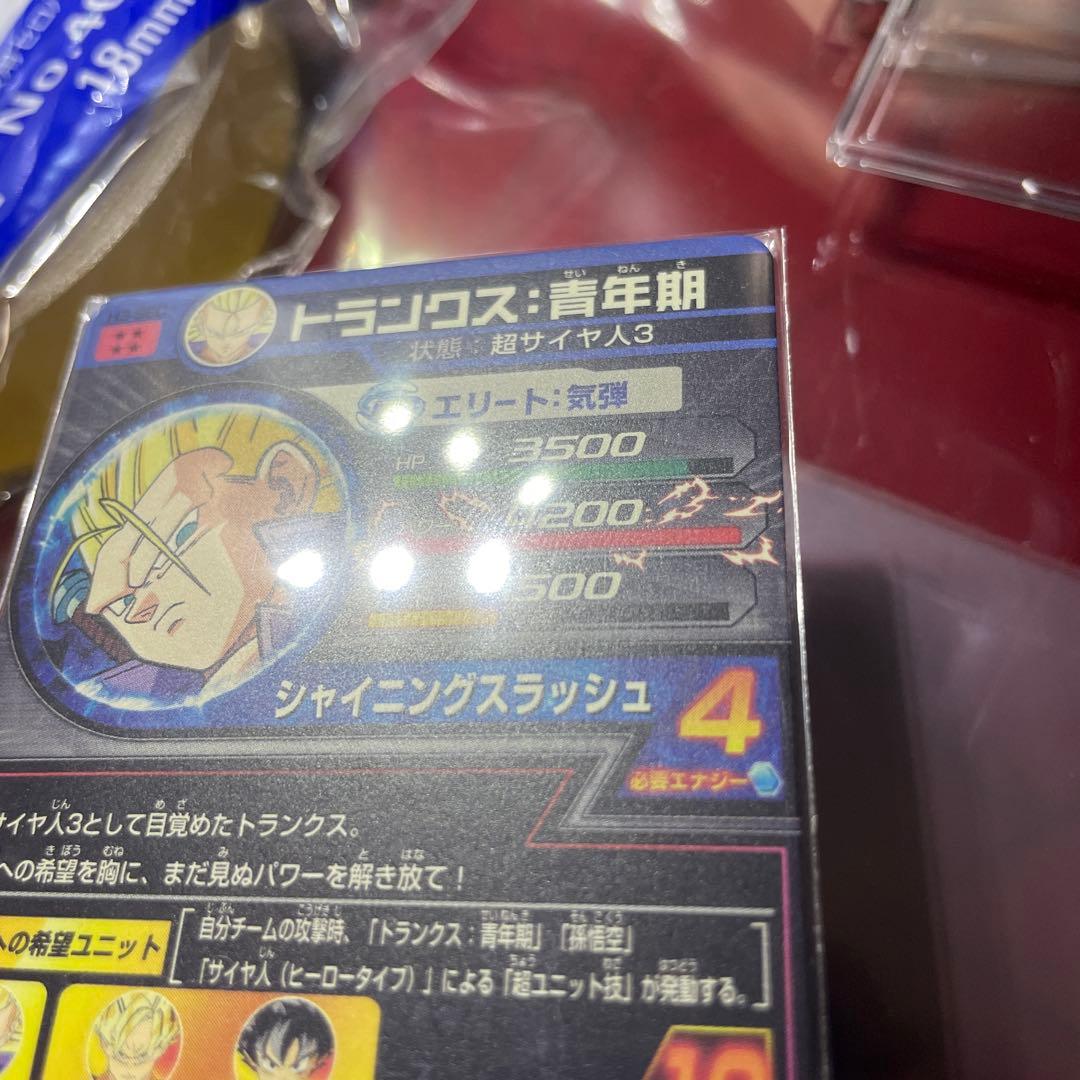 No.
18mm
トランクス:青年期
せいねんき
状態:超サイヤ人3
エリート:気弾
HP 3500
200
500
シャイニングスラッシュ
4
必要エナジー
サイヤ人3として目覚めたトランクス。
への希望を胸に、まだ見ぬパワーを解き放て!
への希望ユニット
自分チームの攻撃時、「トランクス:青年期」「孫悟空」
「サイヤ人(ヒーロータイプ)」による「超ユニット技」が発動する。